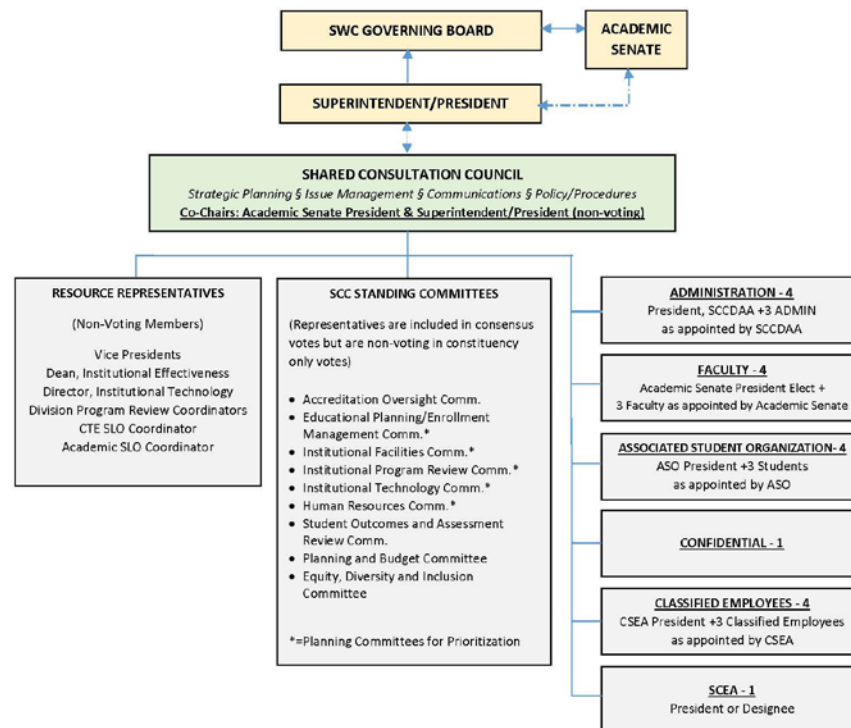 SWC GOVERNING BOARD
ACADEMIC
SENATE
SUPERINTENDENT/PRESIDENT
SHARED CONSULTATION COUNCIL
Strategic Planning § Issue Management § Communications § Policy/Procedures
Co-Chairs: Academic Senate President & Superintendent/President (non-voting)
RESOURCE REPRESENTATIVES
(Non-Voting Members)
Vice Presidents
Dean, Institutional Effectiveness
Director, Institutional Technology
Division Program Review Coordinators
CTE SLO Coordinator
Academic SLO Coordinator
SCC STANDING COMMITTEES
(Representatives are included in consensus
votes but are non-voting in constituency
only votes)
• Accreditation Oversight Comm.
• Educational Planning/Enrollment
Management Comm.*
• Institutional Facilities Comm.*
• Institutional Program Review Comm.*
• Institutional Technology Comm.*
• Human Resources Comm.*
• Student Outcomes and Assessment
Review Comm.
• Planning and Budget Committee
• Equity, Diversity and Inclusion
Committee
*=Planning Committees for Prioritization
ADMINISTRATION - 4
President, SCCDAA +3 ADMIN
as appointed by SCCDAA
FACULTY - 4
Academic Senate President Elect +
3 Faculty as appointed by Academic Senate
ASSOCIATED STUDENT ORGANIZATION- 4
ASO President +3 Students
as appointed by ASO
CONFIDENTIAL - 1
CLASSIFIED EMPLOYEES - 4
CSEA President +3 Classified Employees
as appointed by CSEA
SCEA - 1
President or Designee